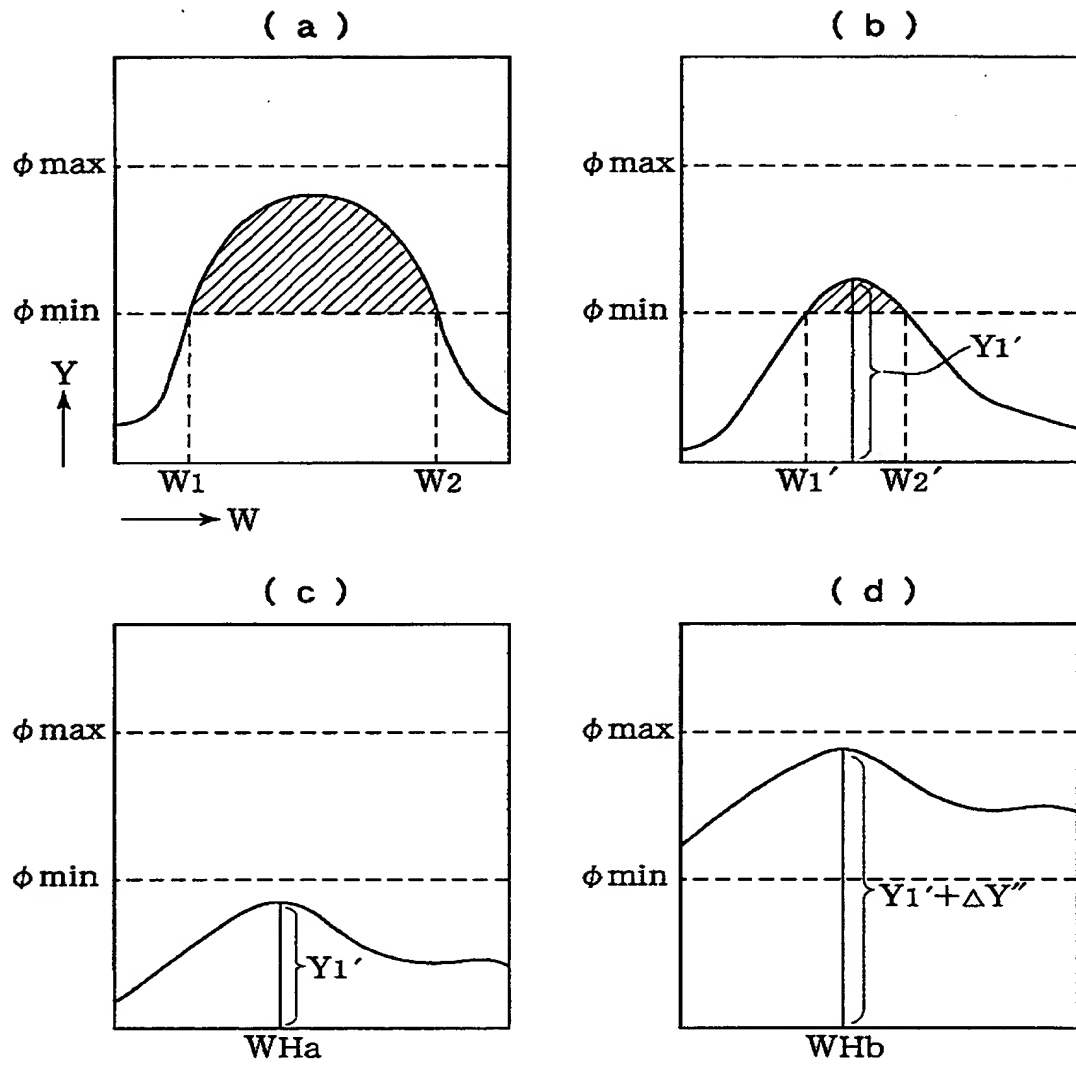 ( a )
( b )
φ max
φ max
φ min
φ min
Y
Y1′
W1
W2
W1′
W2′
W
( c )
( d )
φ max
φ max
φ min
φ min
Y1′
Y1′+△Y″
WHa
WHb